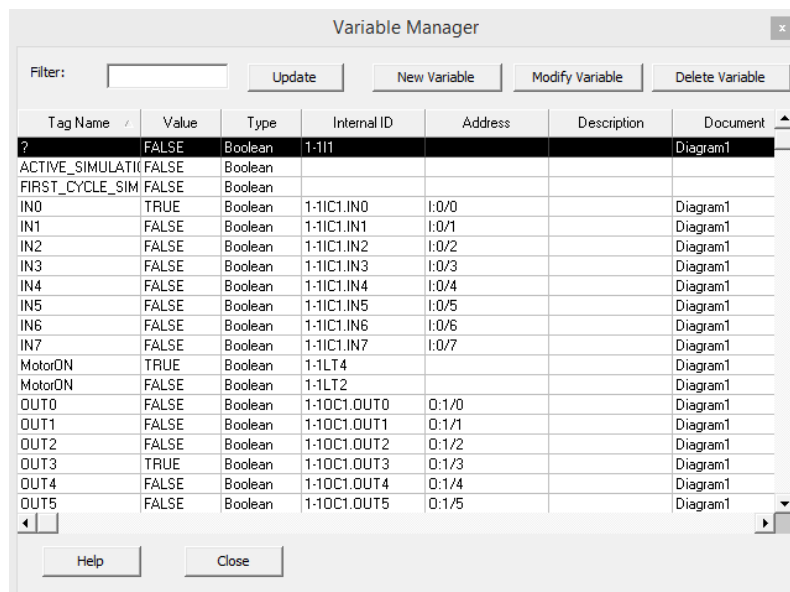 Variable Manager
x
Filter: Update New Variable Modify Variable Delete Variable
Tag Name Value Type Internal ID Address Description Document
? FALSE Boolean 1-1I1 Diagram1
ACTIVE_SIMULATI FALSE Boolean
FIRST_CYCLE_SIM FALSE Boolean
IN0 TRUE Boolean 1-1IC1.IN0 I:0/0 Diagram1
IN1 FALSE Boolean 1-1IC1.IN1 I:0/1 Diagram1
IN2 FALSE Boolean 1-1IC1.IN2 I:0/2 Diagram1
IN3 FALSE Boolean 1-1IC1.IN3 I:0/3 Diagram1
IN4 FALSE Boolean 1-1IC1.IN4 I:0/4 Diagram1
IN5 FALSE Boolean 1-1IC1.IN5 I:0/5 Diagram1
IN6 FALSE Boolean 1-1IC1.IN6 I:0/6 Diagram1
IN7 FALSE Boolean 1-1IC1.IN7 I:0/7 Diagram1
MotorON TRUE Boolean 1-1LT4 Diagram1
MotorON FALSE Boolean 1-1LT2 Diagram1
OUT0 FALSE Boolean 1-1OC1.OUT0 O:1/0 Diagram1
OUT1 FALSE Boolean 1-1OC1.OUT1 O:1/1 Diagram1
OUT2 FALSE Boolean 1-1OC1.OUT2 O:1/2 Diagram1
OUT3 TRUE Boolean 1-1OC1.OUT3 O:1/3 Diagram1
OUT4 FALSE Boolean 1-1OC1.OUT4 O:1/4 Diagram1
OUT5 FALSE Boolean 1-1OC1.OUT5 O:1/5 Diagram1
Help Close